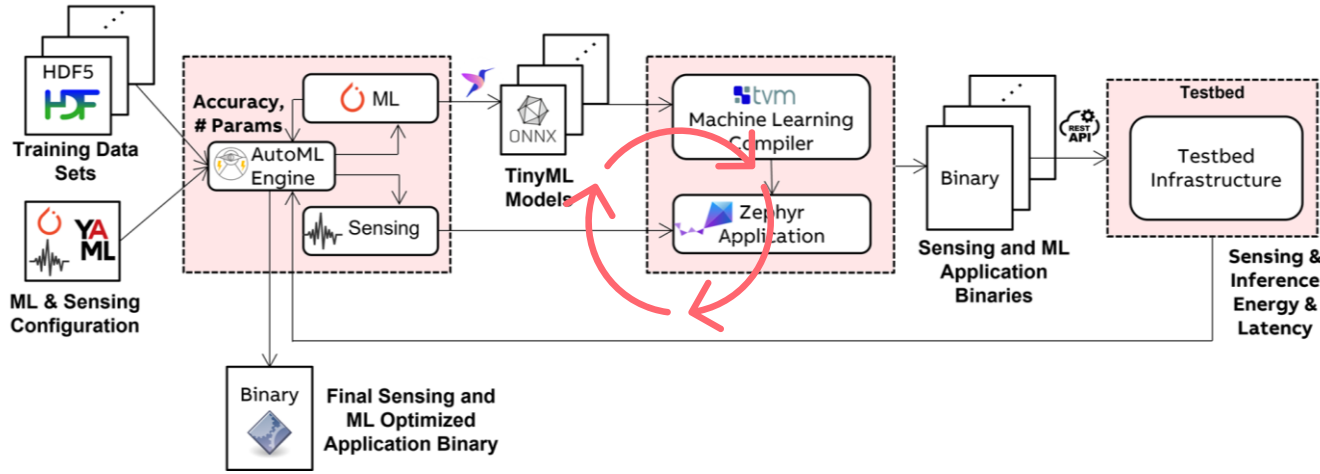 HDF5
HDF
Training Data
Sets
YA
ML
ML & Sensing
Configuration
Accuracy,
# Params
ML
AutoML
Engine
Sensing
ONNX
TinyML
Models
tvm
Machine Learning
Compiler
Zephyr
Application
Binary
Sensing and ML
Application
Binaries
REST
API
Testbed
Testbed
Infrastructure
Sensing &
Inference
Energy &
Latency
Binary
Final Sensing and
ML Optimized
Application Binary